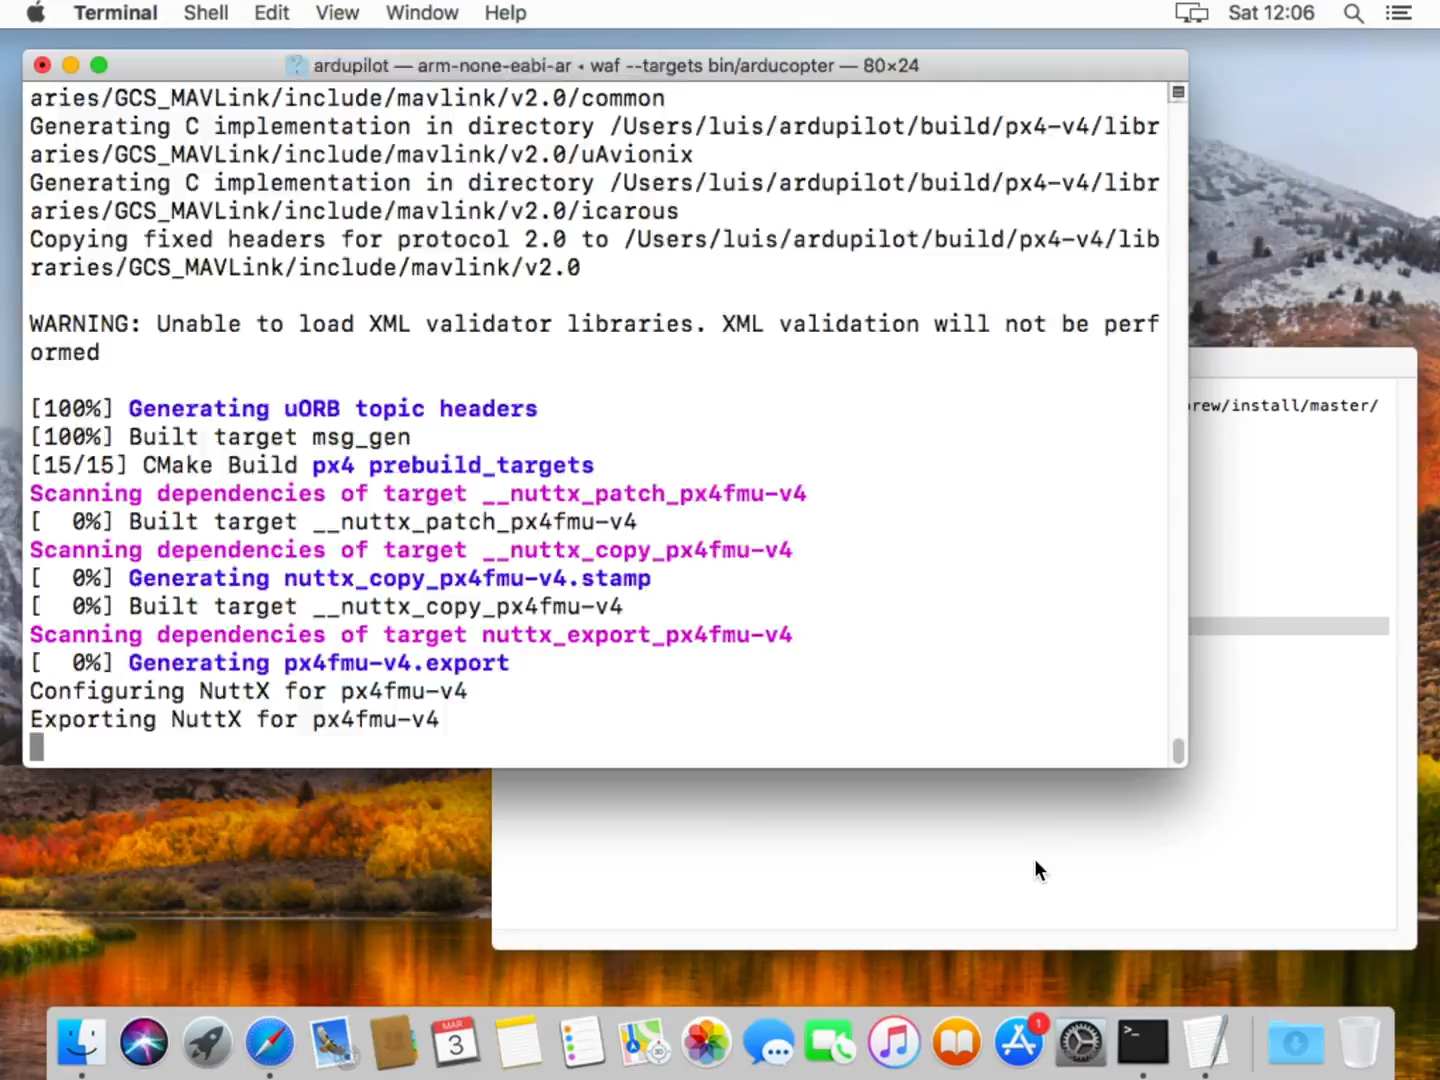 Terminal Shell Edit View Window Help Sat 12:06
ardupilot — arm-none-eabi-ar ◂ waf --targets bin/arducopter — 80×24
aries/GCS_MAVLink/include/mavlink/v2.0/common
Generating C implementation in directory /Users/luis/ardupilot/build/px4-v4/libr
aries/GCS_MAVLink/include/mavlink/v2.0/uAvionix
Generating C implementation in directory /Users/luis/ardupilot/build/px4-v4/libr
aries/GCS_MAVLink/include/mavlink/v2.0/icarous
Copying fixed headers for protocol 2.0 to /Users/luis/ardupilot/build/px4-v4/lib
raries/GCS_MAVLink/include/mavlink/v2.0
WARNING: Unable to load XML validator libraries. XML validation will not be perf
ormed
[100%] Generating uORB topic headers
[100%] Built target msg_gen
[15/15] CMake Build px4 prebuild_targets
Scanning dependencies of target __nuttx_patch_px4fmu-v4
[  0%] Built target __nuttx_patch_px4fmu-v4
Scanning dependencies of target __nuttx_copy_px4fmu-v4
[  0%] Generating nuttx_copy_px4fmu-v4.stamp
[  0%] Built target __nuttx_copy_px4fmu-v4
Scanning dependencies of target nuttx_export_px4fmu-v4
[  0%] Generating px4fmu-v4.export
Configuring NuttX for px4fmu-v4
Exporting NuttX for px4fmu-v4
rew/install/master/
MAR
3
3D
1
>_